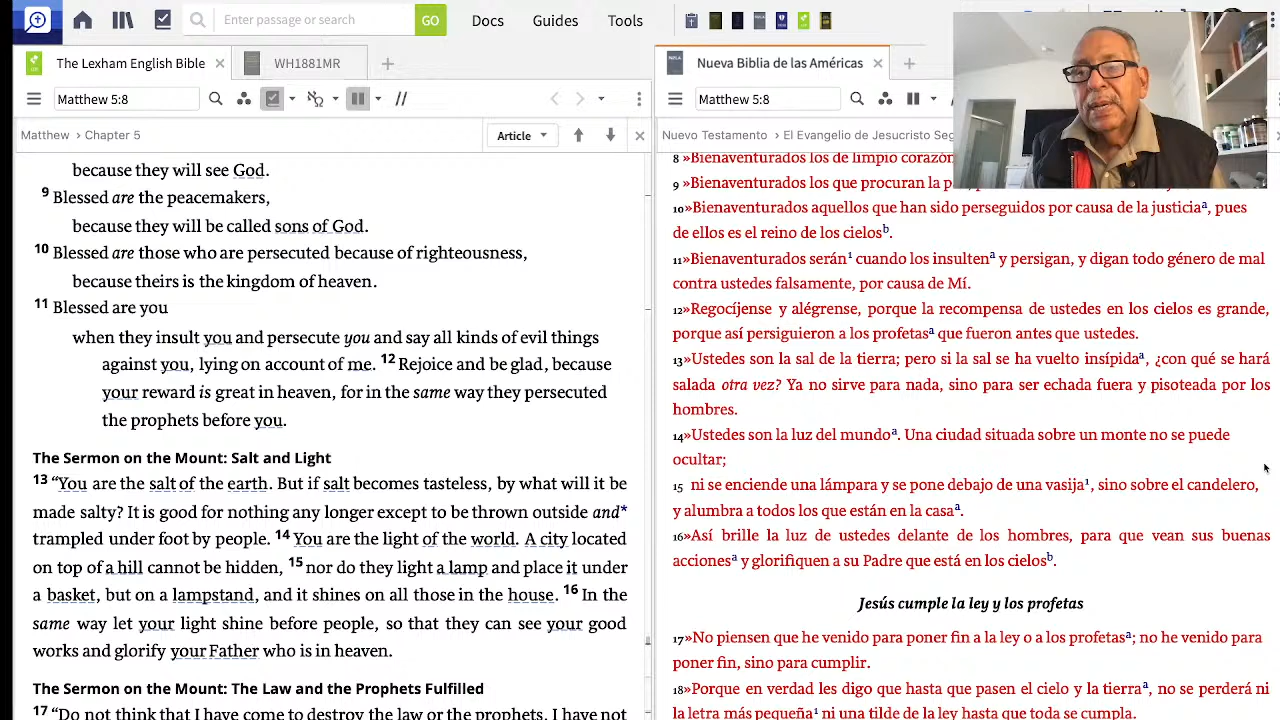 Enter passage or search
GO
Docs
Guides
Tools
The Lexham English Bible
WH1881MR
Matthew 5:8
Matthew
Chapter 5
Article
because they will see God.
9 Blessed are the peacemakers,
because they will be called sons of God.
10 Blessed are those who are persecuted because of righteousness,
because theirs is the kingdom of heaven.
11 Blessed are you
when they insult you and persecute you and say all kinds of evil things
against you, lying on account of me. 12 Rejoice and be glad, because
your reward is great in heaven, for in the same way they persecuted
the prophets before you.
The Sermon on the Mount: Salt and Light
13 “You are the salt of the earth. But if salt becomes tasteless, by what will it be
made salty? It is good for nothing any longer except to be thrown outside and*
trampled under foot by people. 14 You are the light of the world. A city located
on top of a hill cannot be hidden, 15 nor do they light a lamp and place it under
a basket, but on a lampstand, and it shines on all those in the house. 16 In the
same way let your light shine before people, so that they can see your good
works and glorify your Father who is in heaven.
The Sermon on the Mount: The Law and the Prophets Fulfilled
17 “Do not think that I have come to destroy the law or the prophets. I have not
Nueva Biblia de las Américas
Matthew 5:8
Nuevo Testamento
El Evangelio de Jesucristo Seg
8 »Bienaventurados los de limpio corazón
9 »Bienaventurados los que procuran la
10 »Bienaventurados aquellos que han sido perseguidos por causa de la justiciaa, pues
de ellos es el reino de los cielosb.
11 »Bienaventurados serán1 cuando los insultena y persigan, y digan todo género de mal
contra ustedes falsamente, por causa de Mí.
12 »Regocíjense y alégrense, porque la recompensa de ustedes en los cielos es grande,
porque así persiguieron a los profetasa que fueron antes que ustedes.
13 »Ustedes son la sal de la tierra; pero si la sal se ha vuelto insípidaa, ¿con qué se hará
salada otra vez? Ya no sirve para nada, sino para ser echada fuera y pisoteada por los
hombres.
14 »Ustedes son la luz del mundoa. Una ciudad situada sobre un monte no se puede
ocultar;
15 ni se enciende una lámpara y se pone debajo de una vasija1, sino sobre el candelero,
y alumbra a todos los que están en la casaa.
16 »Así brille la luz de ustedes delante de los hombres, para que vean sus buenas
accionesa y glorifiquen a su Padre que está en los cielosb.
Jesús cumple la ley y los profetas
17 »No piensen que he venido para poner fin a la ley o a los profetasa; no he venido para
poner fin, sino para cumplir.
18 »Porque en verdad les digo que hasta que pasen el cielo y la tierraa, no se perderá ni
la letra más pequeña1 ni una tilde de la ley hasta que toda se cumpla.